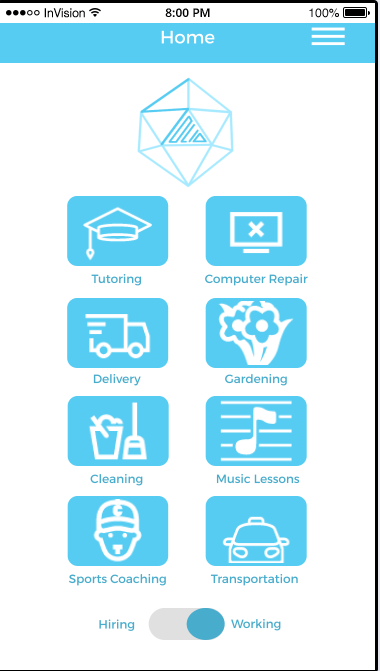 InVision 8:00 PM 100%
Home
Tutoring Computer Repair
Delivery Gardening
Cleaning Music Lessons
Sports Coaching Transportation
Hiring Working